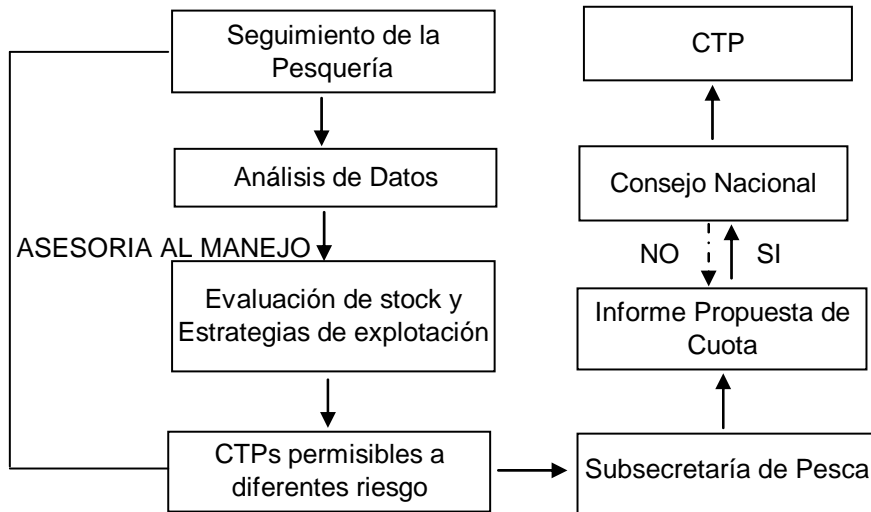 Seguimiento de la
Pesquería
Análisis de Datos
ASESORIA AL MANEJO
Evaluación de stock y
Estrategias de explotación
CTPs permisibles a
diferentes riesgo
CTP
Consejo Nacional
NO
SI
Informe Propuesta de
Cuota
Subsecretaría de Pesca